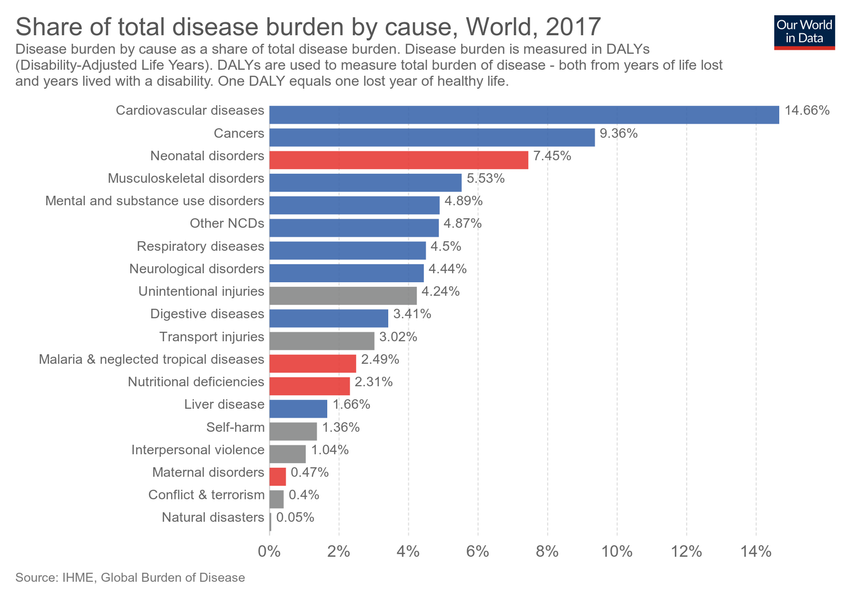 Share of total disease burden by cause, World, 2017
Our World
in Data
Disease burden by cause as a share of total disease burden. Disease burden is measured in DALYs
(Disability-Adjusted Life Years). DALYs are used to measure total burden of disease - both from years of life lost
and years lived with a disability. One DALY equals one lost year of healthy life.
Cardiovascular diseases 14.66%
Cancers 9.36%
Neonatal disorders 7.45%
Musculoskeletal disorders 5.53%
Mental and substance use disorders 4.89%
Other NCDs 4.87%
Respiratory diseases 4.5%
Neurological disorders 4.44%
Unintentional injuries 4.24%
Digestive diseases 3.41%
Transport injuries 3.02%
Malaria & neglected tropical diseases 2.49%
Nutritional deficiencies 2.31%
Liver disease 1.66%
Self-harm 1.36%
Interpersonal violence 1.04%
Maternal disorders 0.47%
Conflict & terrorism 0.4%
Natural disasters 0.05%
0% 2% 4% 6% 8% 10% 12% 14%
Source: IHME, Global Burden of Disease